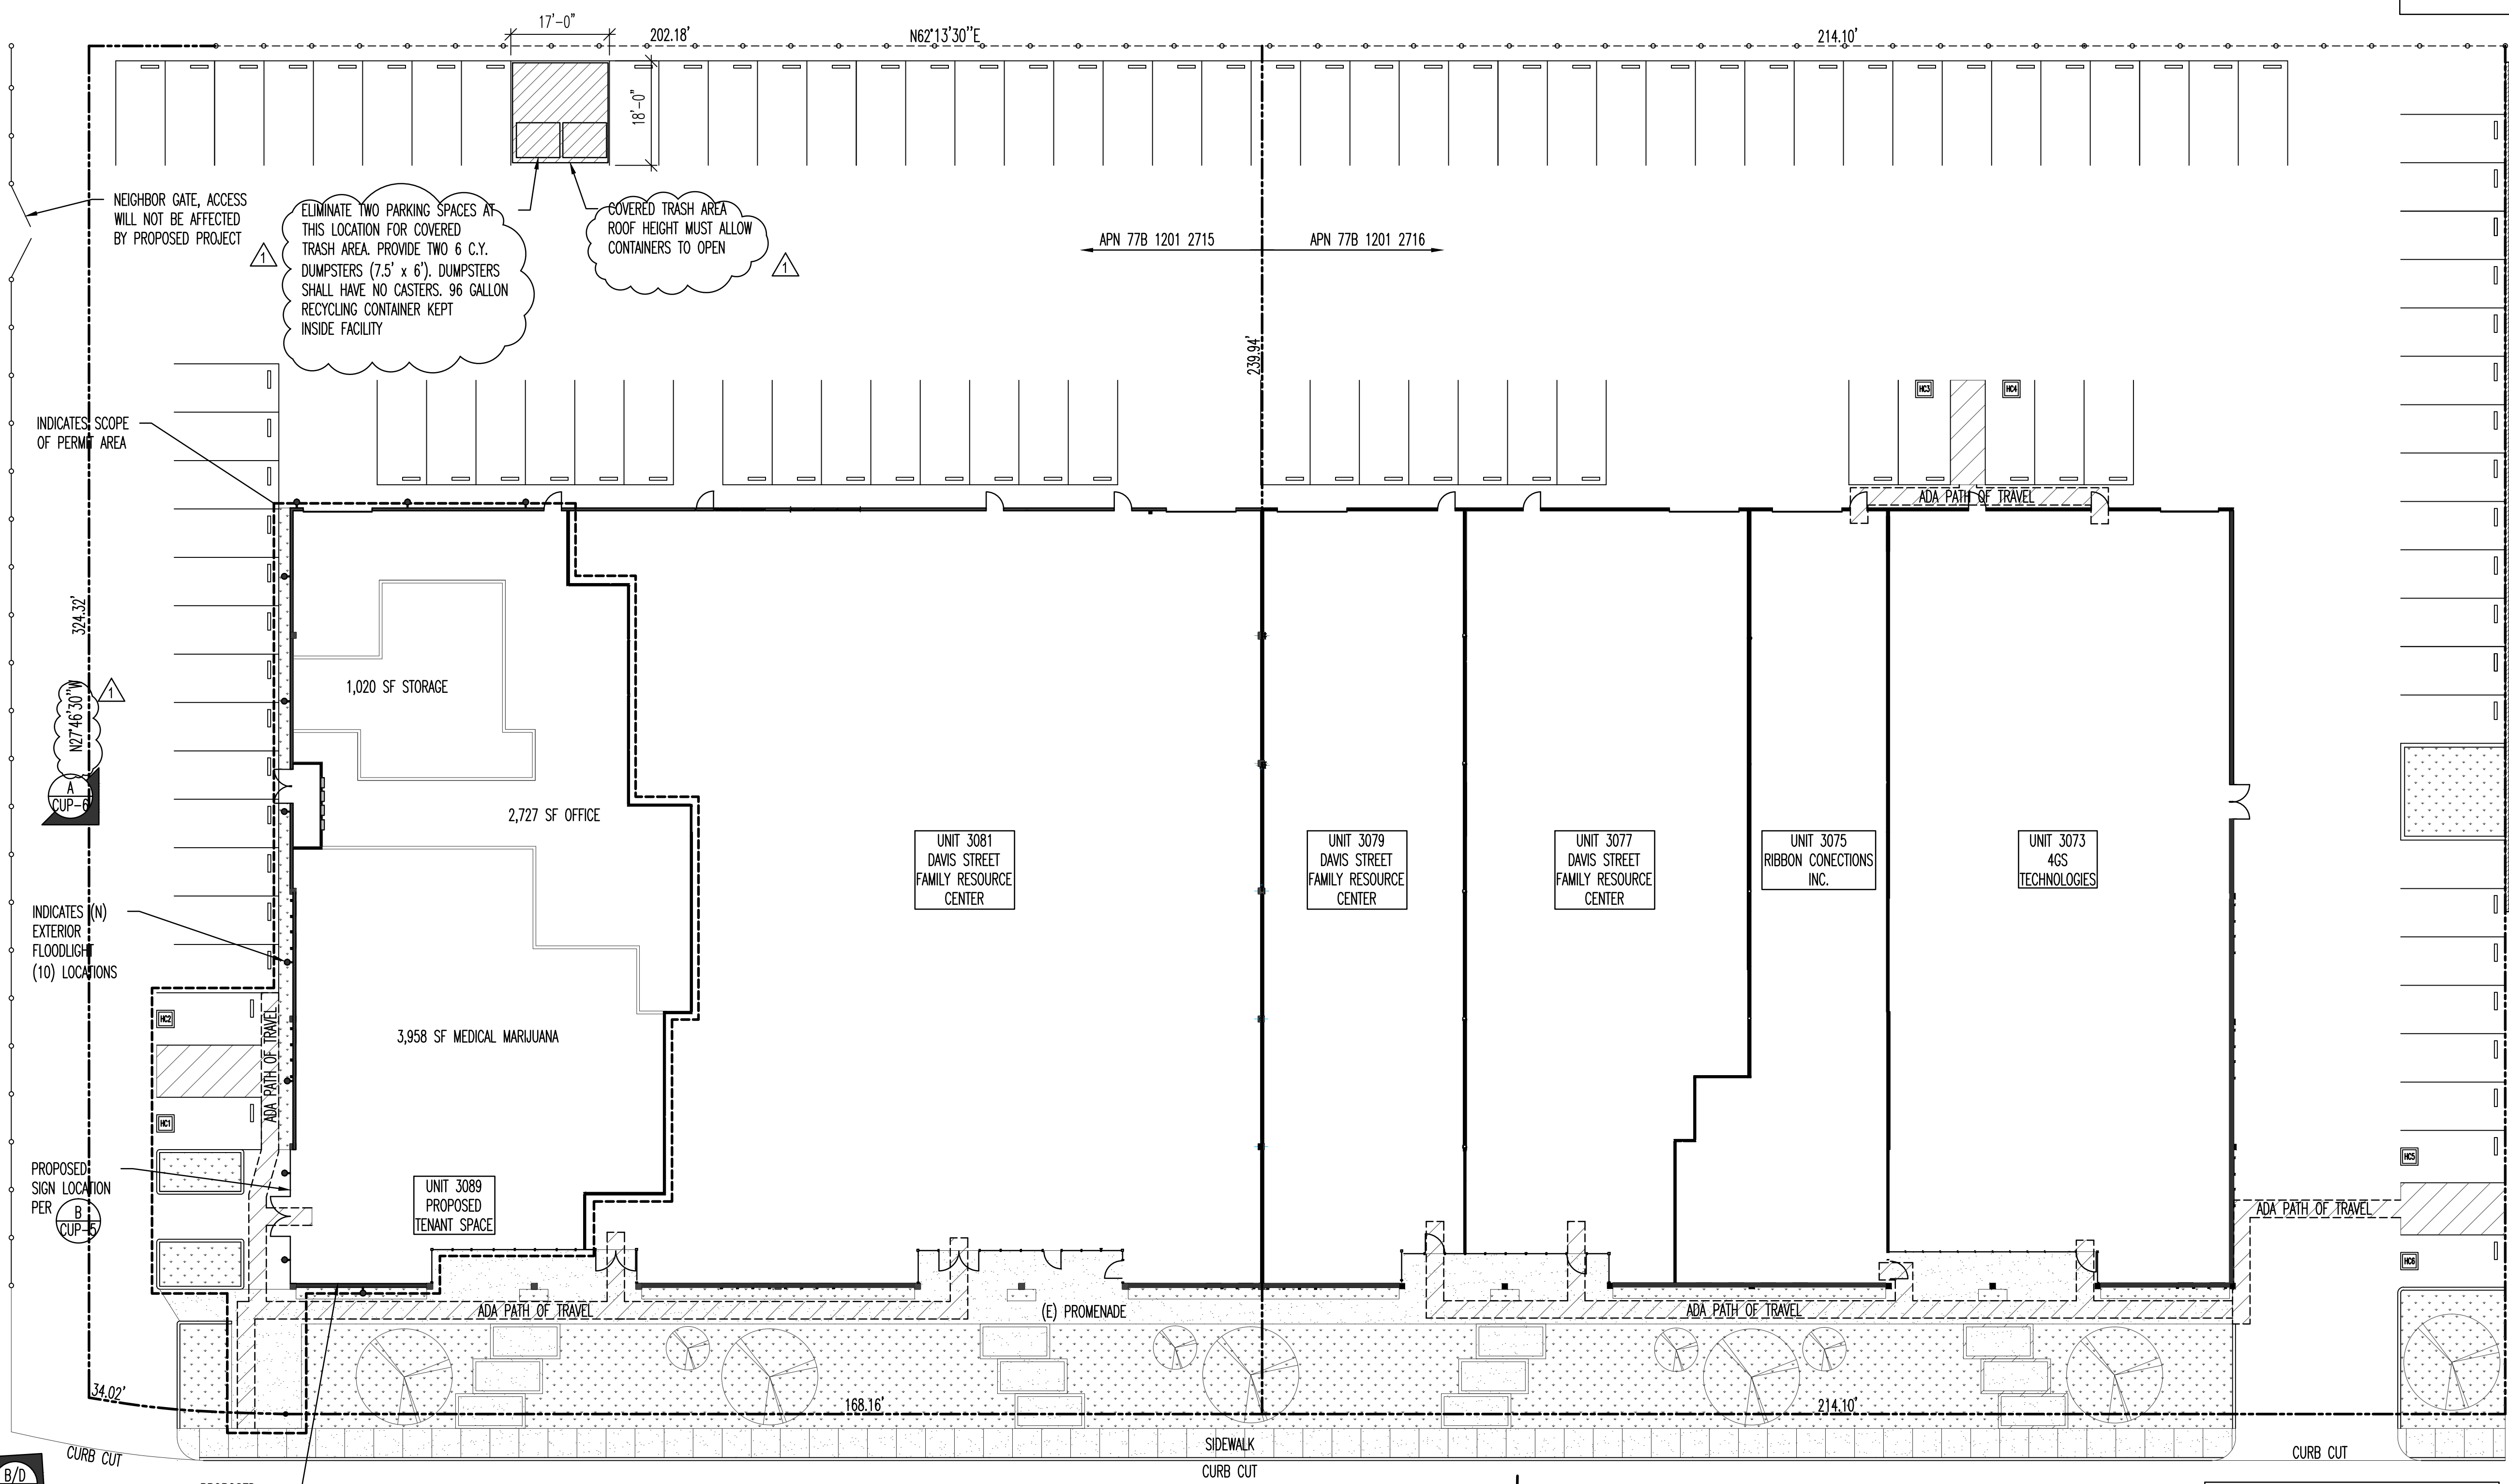 17'-0"
202.18'
N62°13'30"E
214.10'
18'-0"
NEIGHBOR GATE, ACCESS
WILL NOT BE AFFECTED
BY PROPOSED PROJECT
1
ELIMINATE TWO PARKING SPACES AT
THIS LOCATION FOR COVERED
TRASH AREA. PROVIDE TWO 6 C.Y.
DUMPSTERS (7.5' x 6'). DUMPSTERS
SHALL HAVE NO CASTERS. 96 GALLON
RECYCLING CONTAINER KEPT
INSIDE FACILITY
COVERED TRASH AREA
ROOF HEIGHT MUST ALLOW
CONTAINERS TO OPEN
1
APN 77B 1201 2715
APN 77B 1201 2716
239.94'
HC3
HC4
INDICATES SCOPE
OF PERMIT AREA
ADA PATH OF TRAVEL
324.32'
1,020 SF STORAGE
N27°46'30"W
1
A
CUP-6
2,727 SF OFFICE
UNIT 3081
DAVIS STREET
FAMILY RESOURCE
CENTER
UNIT 3079
DAVIS STREET
FAMILY RESOURCE
CENTER
UNIT 3077
DAVIS STREET
FAMILY RESOURCE
CENTER
UNIT 3075
RIBBON CONECTIONS
INC.
UNIT 3073
4GS
TECHNOLOGIES
INDICATES (N)
EXTERIOR
FLOODLIGHT
(10) LOCATIONS
HC2
ADA PATH OF TRAVEL
HC1
3,958 SF MEDICAL MARIJUANA
PROPOSED
SIGN LOCATION
PER
B
CUP-5
UNIT 3089
PROPOSED
TENANT SPACE
HC5
ADA PATH OF TRAVEL
HC6
ADA PATH OF TRAVEL
(E) PROMENADE
ADA PATH OF TRAVEL
34.02'
168.16'
214.10'
CURB CUT
SIDEWALK
CURB CUT
CURB CUT
B/D